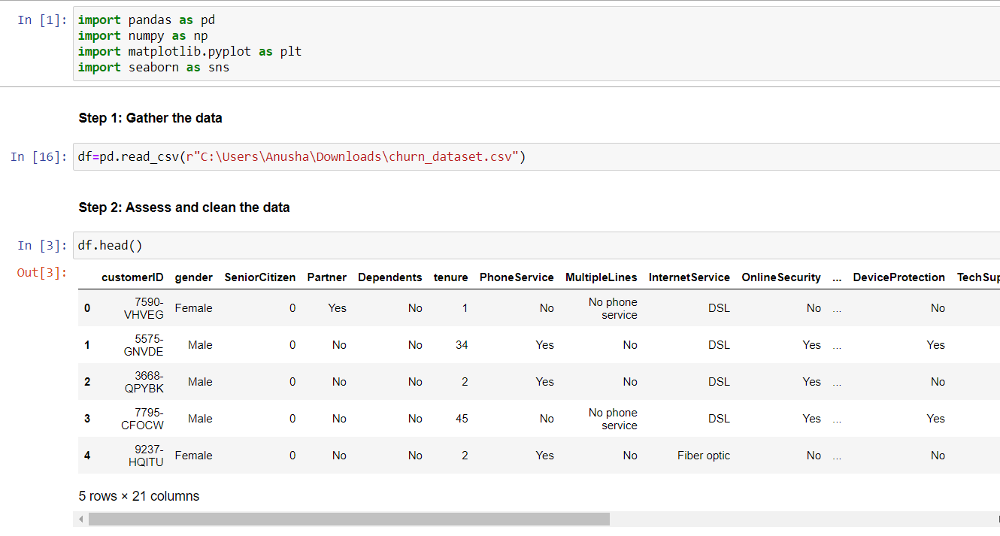 In [1]: import pandas as pd
import numpy as np
import matplotlib.pyplot as plt
import seaborn as sns
Step 1: Gather the data
In [16]: df=pd.read_csv(r"C:\Users\Anusha\Downloads\churn_dataset.csv")
Step 2: Assess and clean the data
In [3]: df.head()
Out[3]:
customerID gender SeniorCitizen Partner Dependents tenure PhoneService MultipleLines InternetService OnlineSecurity ... DeviceProtection TechSup
0 7590-VHVEG Female 0 Yes No 1 No No phone service DSL No ... No
1 5575-GNVDE Male 0 No No 34 Yes No DSL Yes ... Yes
2 3668-QPYBK Male 0 No No 2 Yes No DSL Yes ... No
3 7795-CFOCW Male 0 No No 45 No No phone service DSL Yes ... Yes
4 9237-HQITU Female 0 No No 2 Yes No Fiber optic No ... No
5 rows × 21 columns